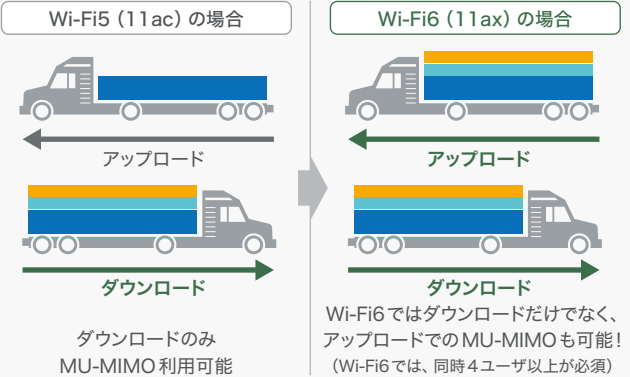 Wi-Fi5（11ac）の場合
アップロード
ダウンロード
ダウンロードのみ
MU-MIMO利用可能
Wi-Fi6（11ax）の場合
アップロード
ダウンロード
Wi-Fi6ではダウンロードだけでなく、
アップロードでのMU-MIMOも可能！
（Wi-Fi6では、同時4ユーザ以上が必須）